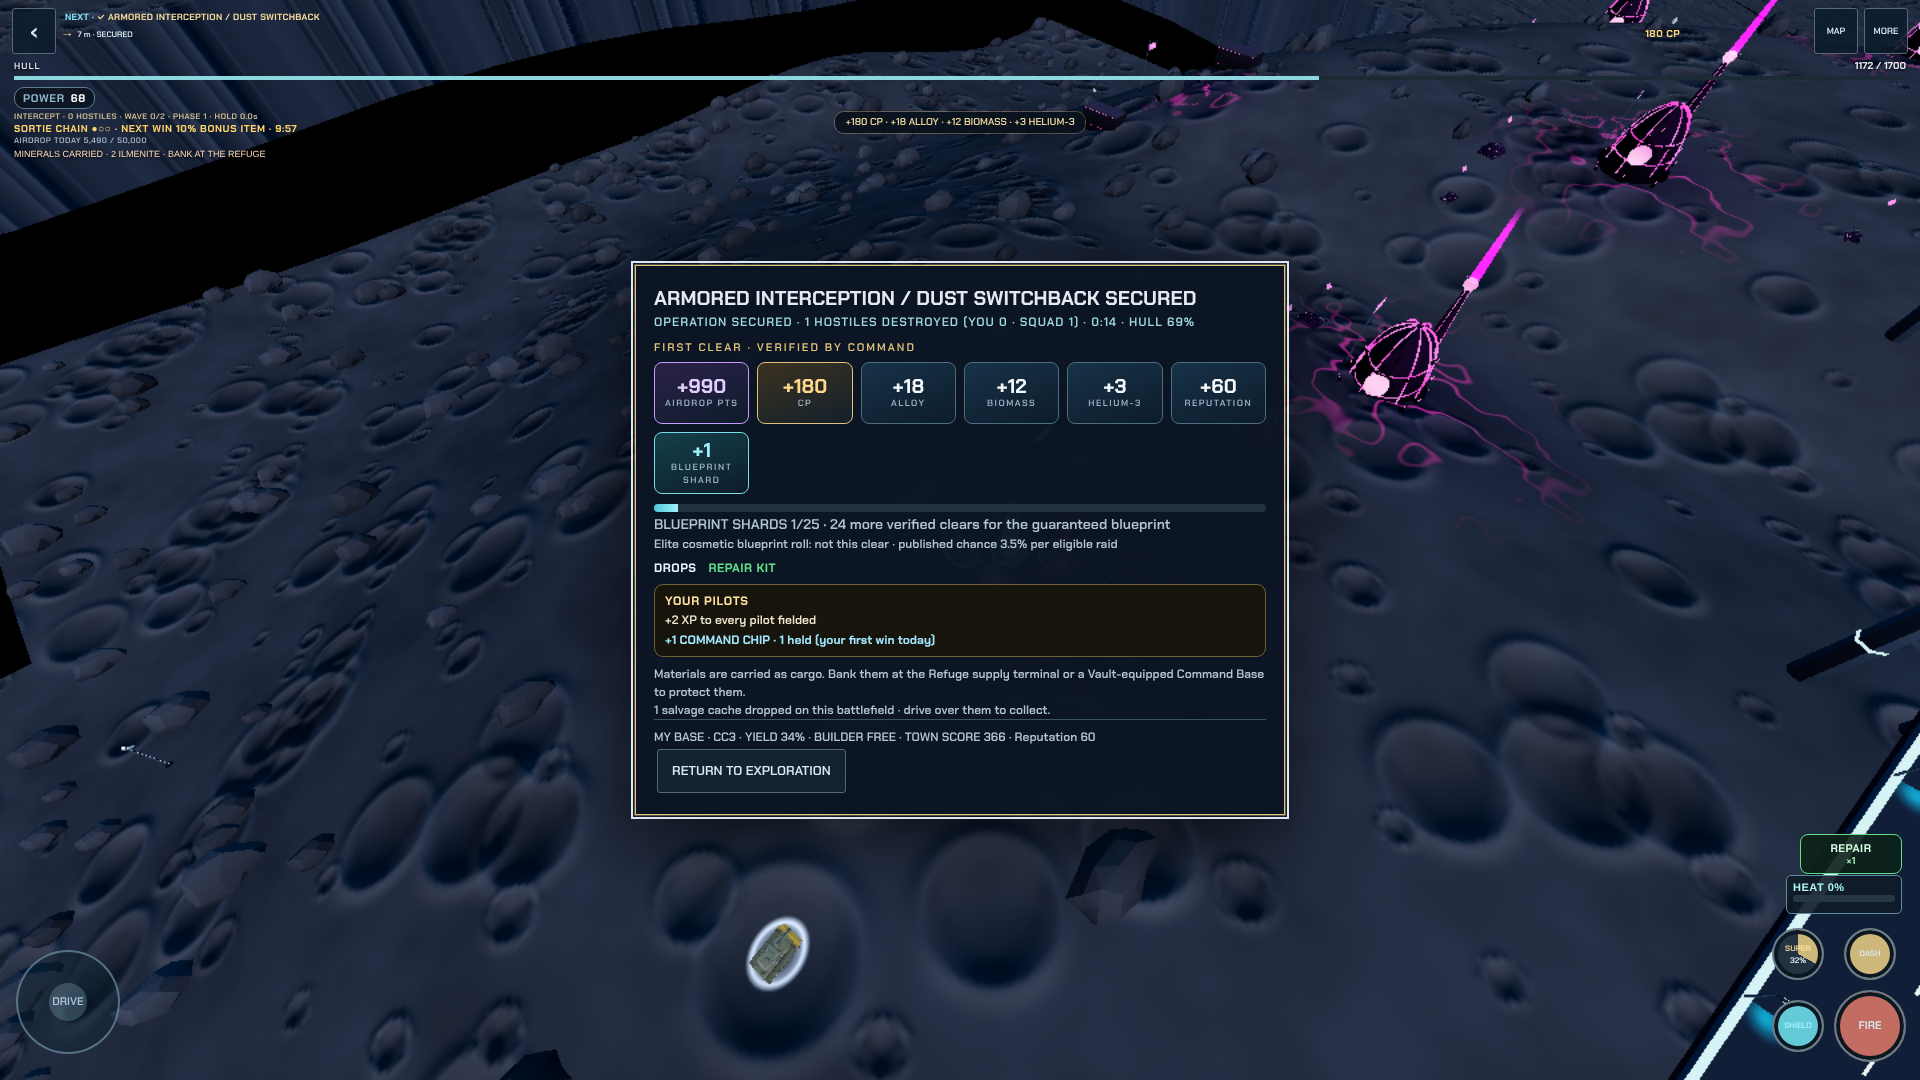 NEXT · ✓ ARMORED INTERCEPTION / DUST SWITCHBACK
→ 7 m · SECURED
180 CP
MAP
MORE
HULL
1172 / 1700
POWER 68
INTERCEPT · 0 HOSTILES · WAVE 0/2 · PHASE 1 · HOLD 0.0s
SORTIE CHAIN ●○○ · NEXT WIN 10% BONUS ITEM · 9:57
AIRDROP TODAY 5,490 / 50,000
MINERALS CARRIED · 2 ILMENITE · BANK AT THE REFUGE
+180 CP · +18 ALLOY · +12 BIOMASS · +3 HELIUM-3
ARMORED INTERCEPTION / DUST SWITCHBACK SECURED
OPERATION SECURED · 1 HOSTILES DESTROYED (YOU 0 · SQUAD 1) · 0:14 · HULL 69%
FIRST CLEAR · VERIFIED BY COMMAND
+990
AIRDROP PTS
+180
CP
+18
ALLOY
+12
BIOMASS
+3
HELIUM-3
+60
REPUTATION
+1
BLUEPRINT
SHARD
BLUEPRINT SHARDS 1/25 · 24 more verified clears for the guaranteed blueprint
Elite cosmetic blueprint roll: not this clear · published chance 3.5% per eligible raid
DROPS REPAIR KIT
YOUR PILOTS
+2 XP to every pilot fielded
+1 COMMAND CHIP · 1 held (your first win today)
Materials are carried as cargo. Bank them at the Refuge supply terminal or a Vault-equipped Command Base
to protect them.
1 salvage cache dropped on this battlefield · drive over them to collect.
MY BASE · CC3 · YIELD 34% · BUILDER FREE · TOWN SCORE 366 · Reputation 60
RETURN TO EXPLORATION
REPAIR
×1
HEAT 0%
SUPER
32%
DASH
DRIVE
SHIELD
FIRE